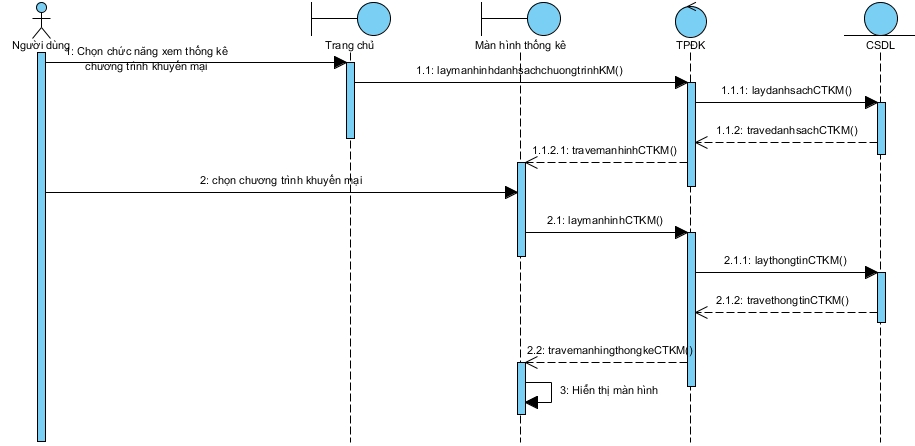 Người dùng
Trang chủ
Màn hình thống kê
TPĐK
CSDL
1: Chọn chức năng xem thống kê
chương trình khuyến mại
1.1: laymanhinhdanhsachchuongtrinhKM()
1.1.1: laydanhsachCTKM()
1.1.2: travedanhsachCTKM()
1.1.2.1: travemanhinhCTKM()
2: chọn chương trình khuyến mại
2.1: laymanhinhCTKM()
2.1.1: laythongtinCTKM()
2.1.2: travethongtinCTKM()
2.2: travemanhingthongkeCTKM()
3: Hiển thị màn hình